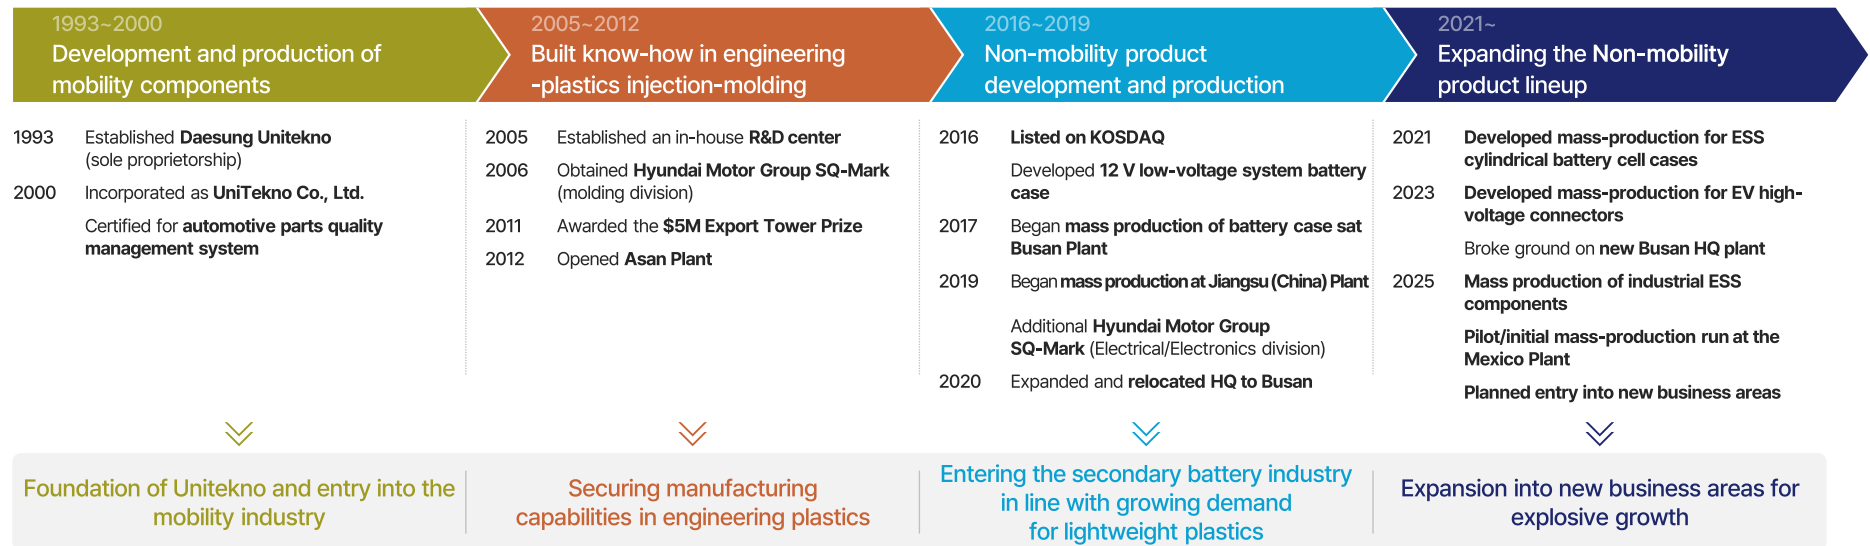 1993~2000
Development and production of
mobility components
1993 Established Daesung Unitekno
(sole proprietorship)
2000 Incorporated as UniTekno Co., Ltd.
Certified for automotive parts quality
management system
Foundation of Unitekno and entry into the
mobility industry
2005~2012
Built know-how in engineering
-plastics injection-molding
2005 Established an in-house R&D center
2006 Obtained Hyundai Motor Group SQ-Mark
(molding division)
2011 Awarded the $5M Export Tower Prize
2012 Opened Asan Plant
Securing manufacturing
capabilities in engineering plastics
2016~2019
Non-mobility product
development and production
2016 Listed on KOSDAQ
Developed 12 V low-voltage system battery
case
2017 Began mass production of battery case sat
Busan Plant
2019 Began mass production at Jiangsu (China) Plant
Additional Hyundai Motor Group
SQ-Mark (Electrical/Electronics division)
2020 Expanded and relocated HQ to Busan
Entering the secondary battery industry
in line with growing demand
for lightweight plastics
2021~
Expanding the Non-mobility
product lineup
2021 Developed mass-production for ESS
cylindrical battery cell cases
2023 Developed mass-production for EV high-
voltage connectors
Broke ground on new Busan HQ plant
2025 Mass production of industrial ESS
components
Pilot/initial mass-production run at the
Mexico Plant
Planned entry into new business areas
Expansion into new business areas for
explosive growth